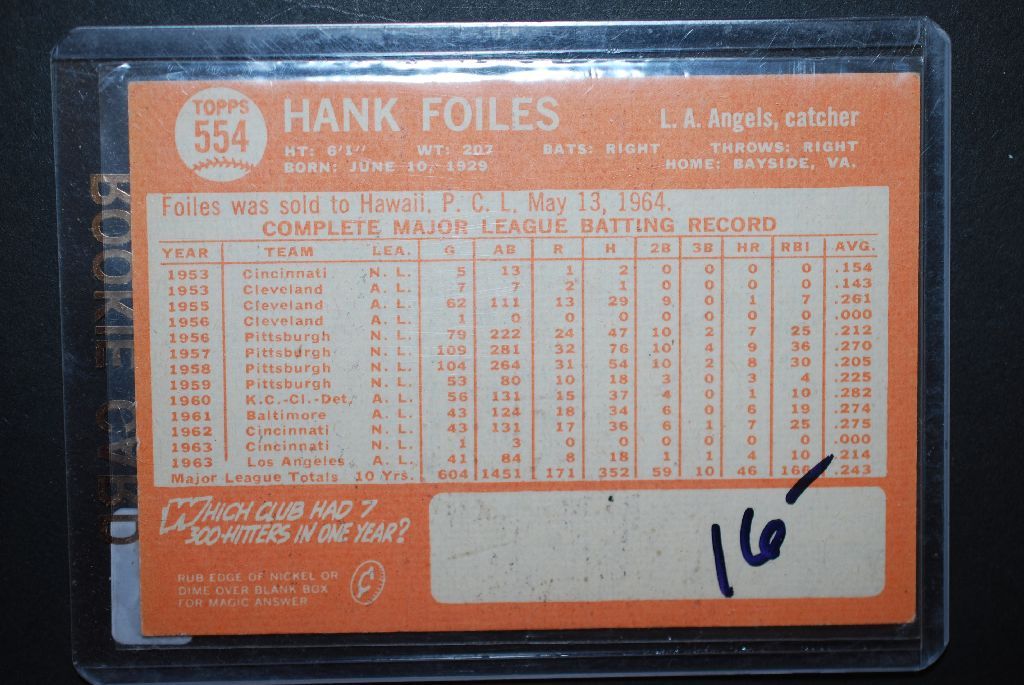 TOPPS
554
HANK FOILES
L. A. Angels, catcher
HT: 6'1" WT: 207 BATS: RIGHT THROWS: RIGHT
BORN: JUNE 10, 1929 HOME: BAYSIDE, VA.
Foiles was sold to Hawaii, P. C. L. May 13, 1964.
COMPLETE MAJOR LEAGUE BATTING RECORD
YEAR TEAM LEA. G AB R H 2B 3B HR RBI AVG.
1953 Cincinnati N. L. 5 13 1 2 0 0 0 0 .154
1953 Cleveland A. L. 7 7 2 1 0 0 0 0 .143
1955 Cleveland A. L. 62 111 13 29 9 0 1 7 .261
1956 Cleveland A. L. 1 0 0 0 0 0 0 0 .000
1956 Pittsburgh N. L. 79 222 24 47 10 2 7 25 .212
1957 Pittsburgh N. L. 109 281 32 76 10 4 9 36 .270
1958 Pittsburgh N. L. 104 264 31 54 10 2 8 30 .205
1959 Pittsburgh N. L. 53 80 10 18 3 0 3 4 .225
1960 K.C.-Cl.-Det. A. L. 56 131 15 37 4 0 1 10 .282
1961 Baltimore A. L. 43 124 18 34 6 0 6 19 .274
1962 Cincinnati N. L. 43 131 17 36 6 1 7 25 .275
1963 Cincinnati N. L. 1 3 0 0 0 0 0 0 .000
1963 Los Angeles A. L. 41 84 8 18 1 1 4 10 .214
Major League Totals 10 Yrs. 604 1451 171 352 59 10 46 166 .243
WHICH CLUB HAD 7
.300-HITTERS IN ONE YEAR?
RUB EDGE OF NICKEL OR
DIME OVER BLANK BOX
FOR MAGIC ANSWER
16-
ROOKIE CARD